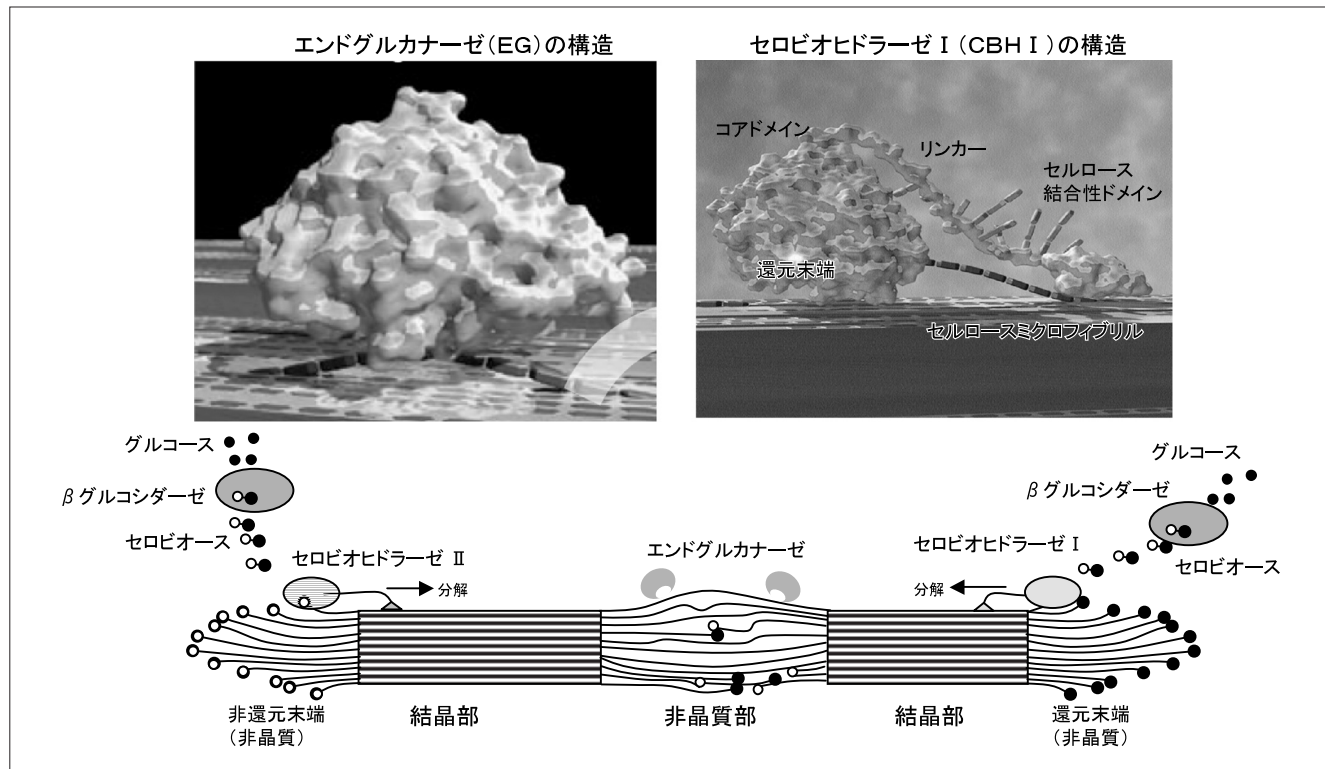 エンドグルカナーゼ(EG)の構造
セロビオヒドラーゼⅠ(CBHⅠ)の構造
コアドメイン
リンカー
セルロース
結合性ドメイン
還元末端
セルロースミクロフィブリル
グルコース
βグルコシダーゼ
セロビオース
セロビオヒドラーゼ Ⅱ
分解
エンドグルカナーゼ
セロビオヒドラーゼⅠ
分解
グルコース
βグルコシダーゼ
セロビオース
非還元末端
(非晶質)
結晶部
非晶質部
結晶部
還元末端
(非晶質)